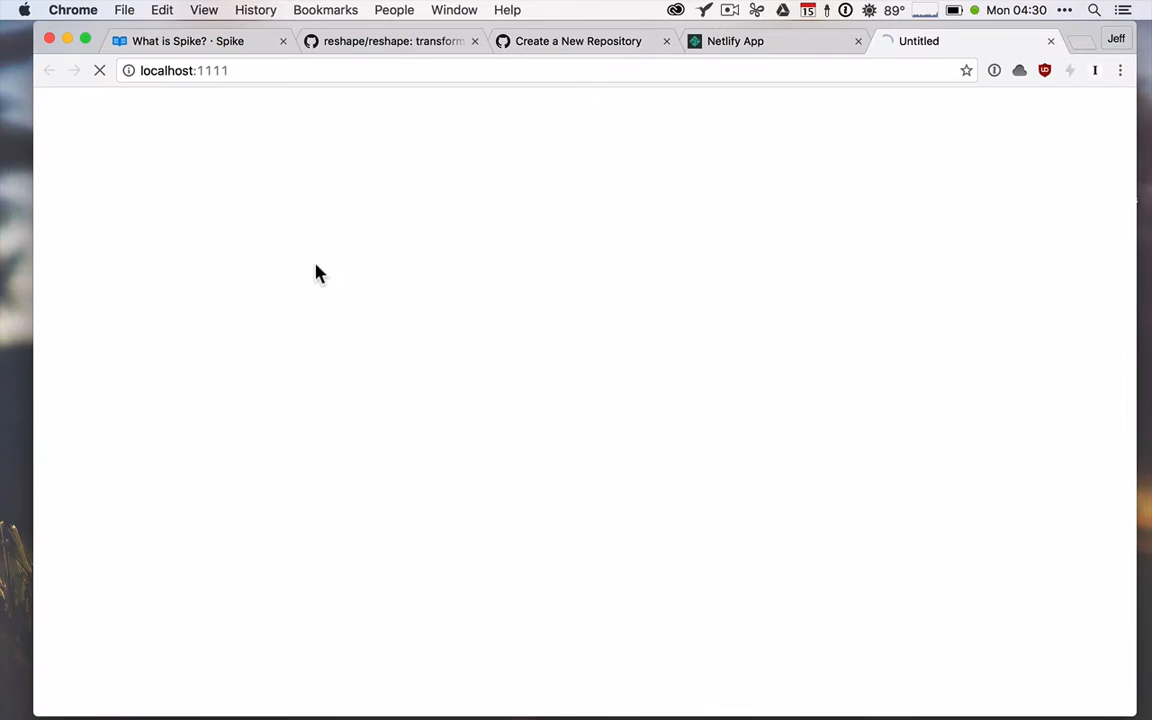 Chrome File Edit View History Bookmarks People Window Help 15 89° Mon 04:30
What is Spike? · Spike reshape/reshape: transform Create a New Repository Netlify App Untitled Jeff
localhost:1111